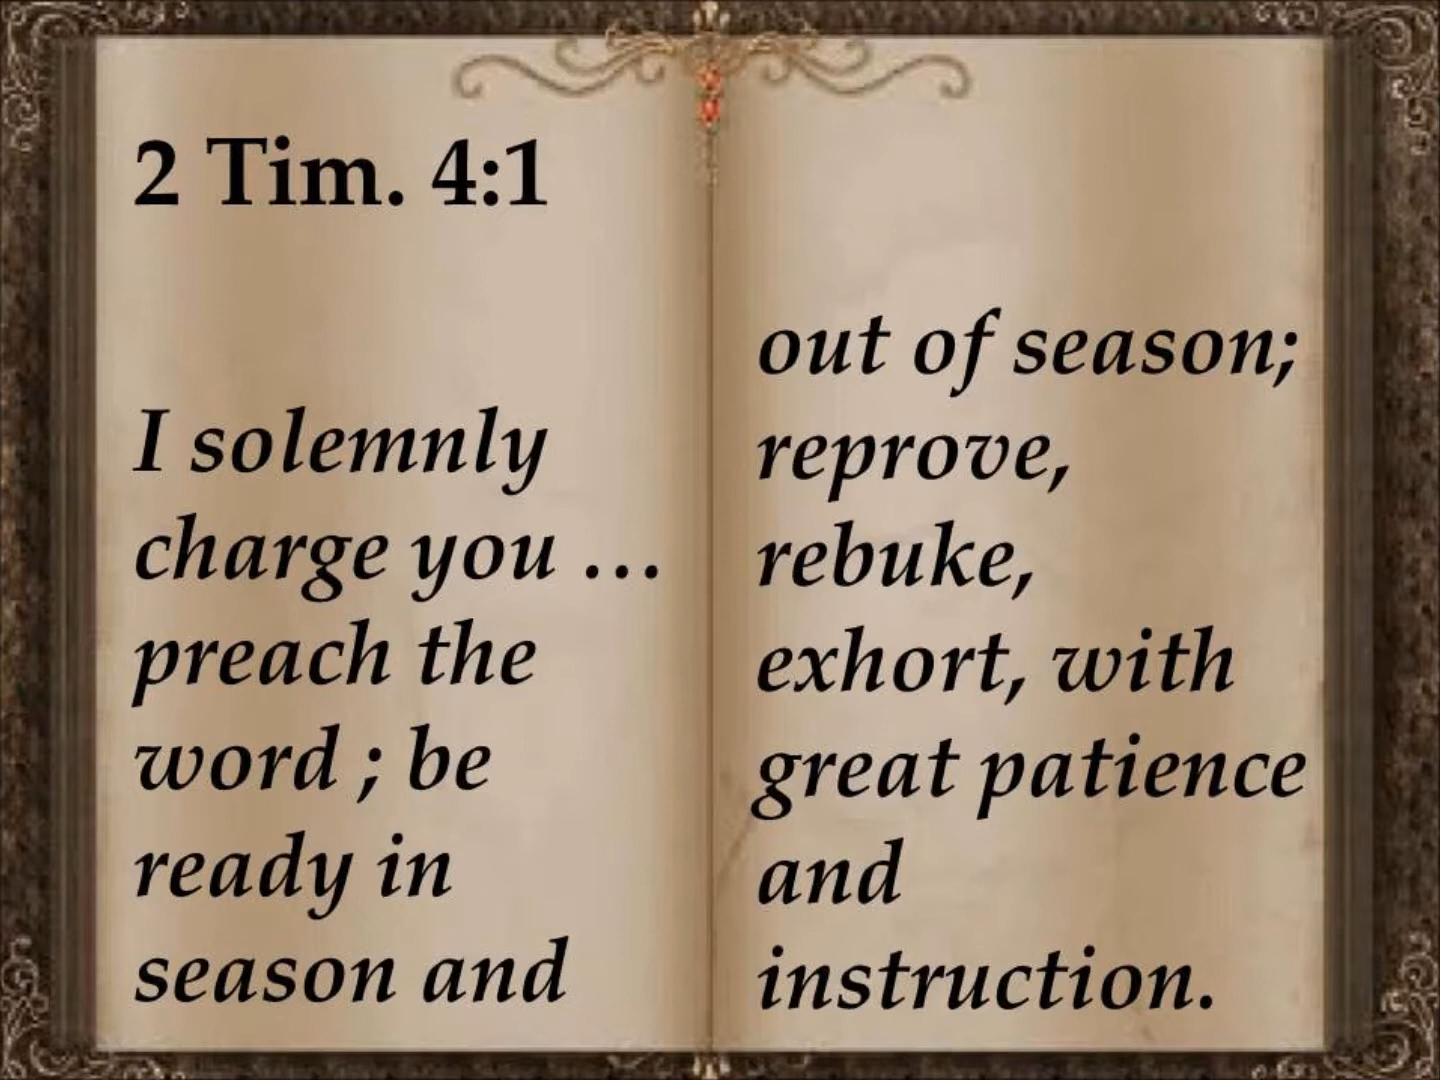 2 Tim. 4:1
I solemnly
charge you …
preach the
word ; be
ready in
season and
out of season;
reprove,
rebuke,
exhort, with
great patience
and
instruction.